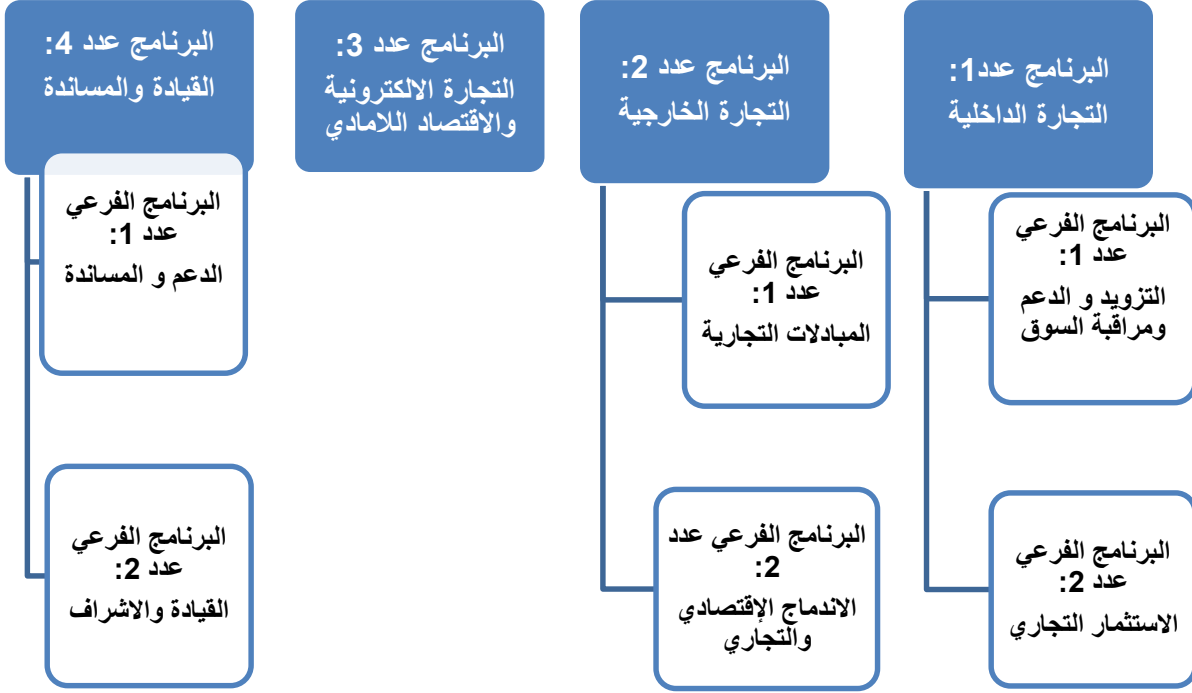 البرنامج عدد1:
التجارة الداخلية
البرنامج الفرعي
عدد 1:
التزويد و الدعم
ومراقبة السوق
البرنامج الفرعي
عدد 2:
الاستثمار التجاري
البرنامج عدد 2:
التجارة الخارجية
البرنامج الفرعي
عدد 1:
المبادلات التجارية
البرنامج الفرعي عدد
2:
الاندماج الإقتصادي
والتجاري
البرنامج عدد 3:
التجارة الالكترونية
والاقتصاد اللامادي
البرنامج عدد 4:
القيادة والمساندة
البرنامج الفرعي
عدد 1:
الدعم و المساندة
البرنامج الفرعي
عدد 2:
القيادة والاشراف